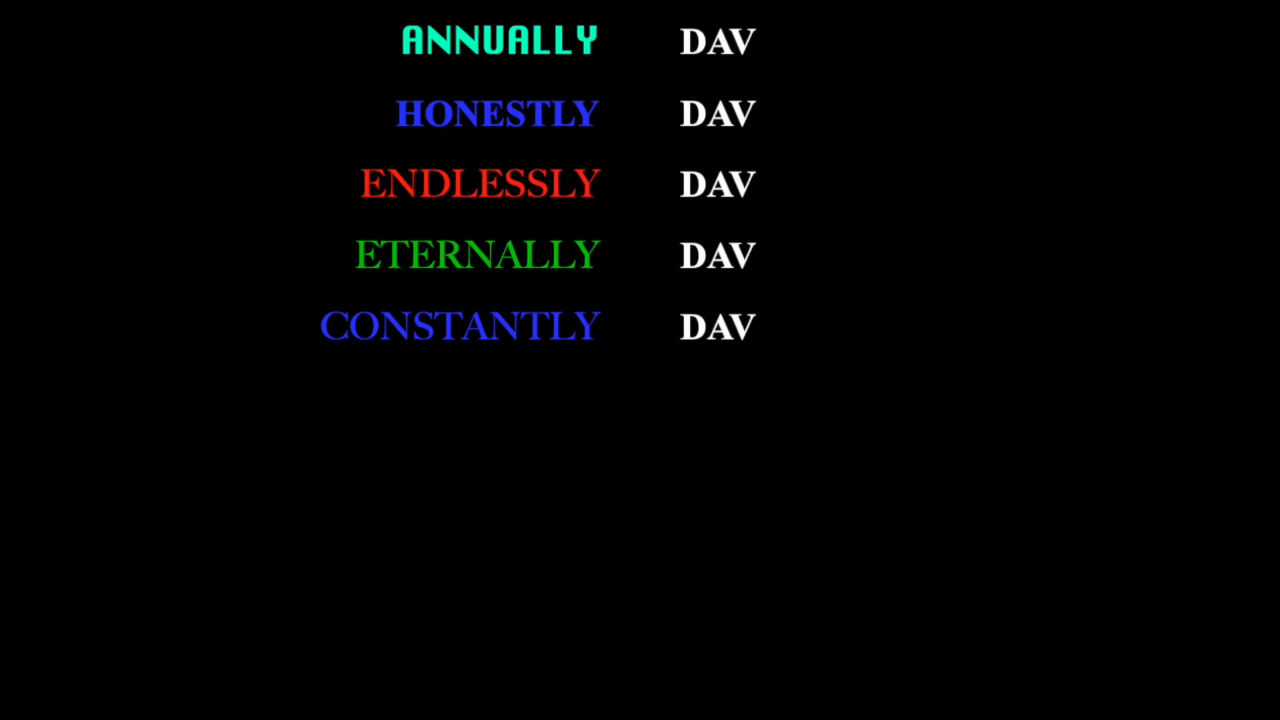 ANNUALLY DAV
HONESTLY DAV
ENDLESSLY DAV
ETERNALLY DAV
CONSTANTLY DAV